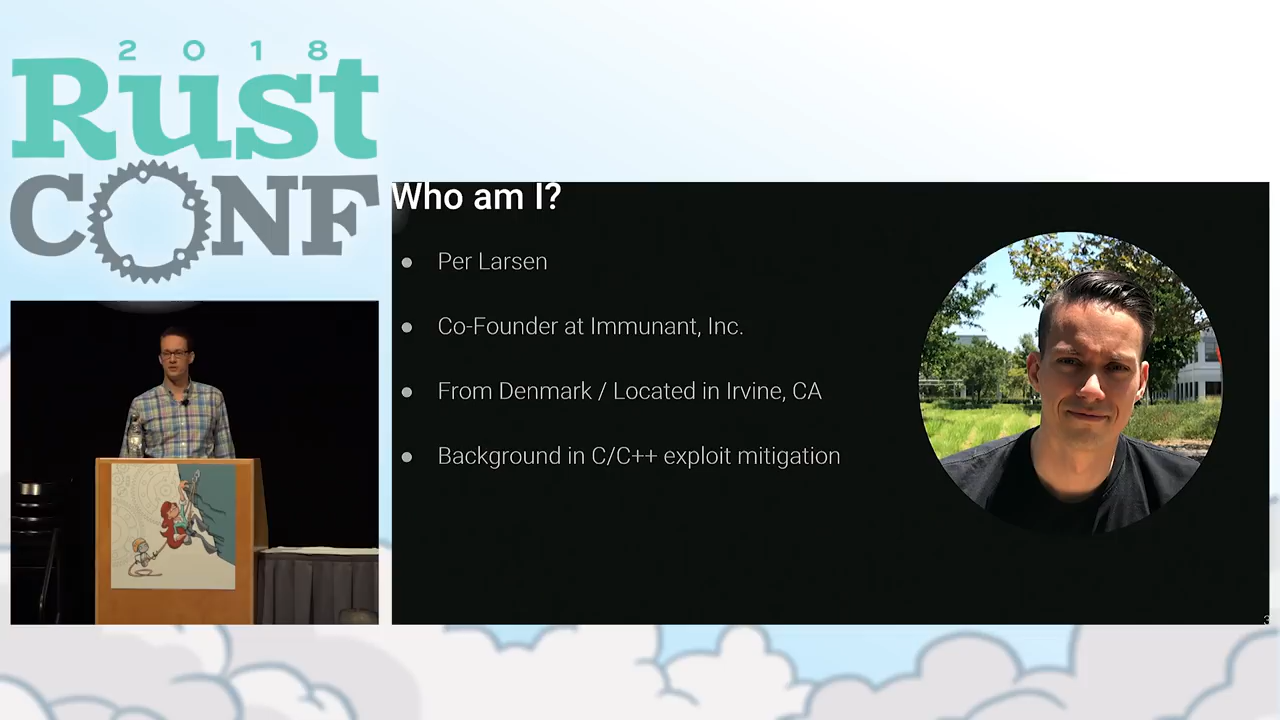 2018
Rust
CONF
Who am I?
Per Larsen
Co-Founder at Immunant, Inc.
From Denmark / Located in Irvine, CA
Background in C/C++ exploit mitigation